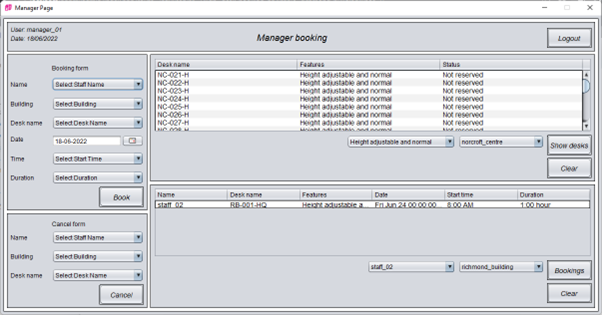 Manager Page
User: manager_01
Date: 18/06/2022
Manager booking
Logout
Booking form
Name Select Staff Name
Building Select Building
Desk name Select Desk Name
Date 18-06-2022
Time Select Start Time
Duration Select Duration
Book
Cancel form
Name Select Staff Name
Building Select Building
Desk name Select Desk Name
Cancel
Desk name Features Status
NC-021-H Height adjustable and normal Not reserved
NC-022-H Height adjustable and normal Not reserved
NC-023-H Height adjustable and normal Not reserved
NC-024-H Height adjustable and normal Not reserved
NC-025-H Height adjustable and normal Not reserved
NC-026-H Height adjustable and normal Not reserved
NC-027-H Height adjustable and normal Not reserved
NC-028-H Height adjustable and normal Not reserved
Height adjustable and normal norcroft_centre Show desks
Clear
Name Desk name Features Date Start time Duration
staff_02 RB-001-HQ Height adjustable a... Fri Jun 24 00:00:00 ... 8:00 AM 1:00 hour
staff_02 richmond_building Bookings
Clear